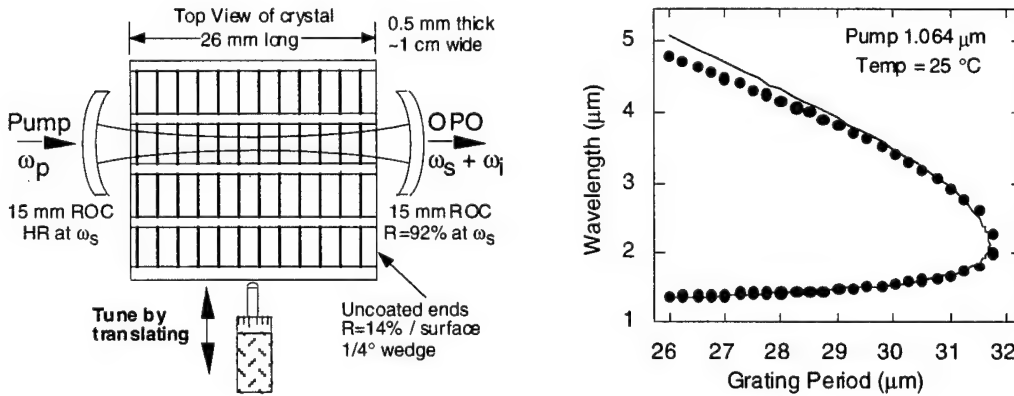 Top View of crystal
26 mm long
0.5 mm thick
~1 cm wide
Pump
ωp
OPO
ωs + ωi
15 mm ROC
HR at ωs
15 mm ROC
R=92% at ωs
Tune by
translating
Uncoated ends
R=14% / surface
1/4° wedge
Pump 1.064 µm
Temp = 25 °C
Wavelength (µm)
5
4
3
2
1
26 27 28 29 30 31 32
Grating Period (µm)